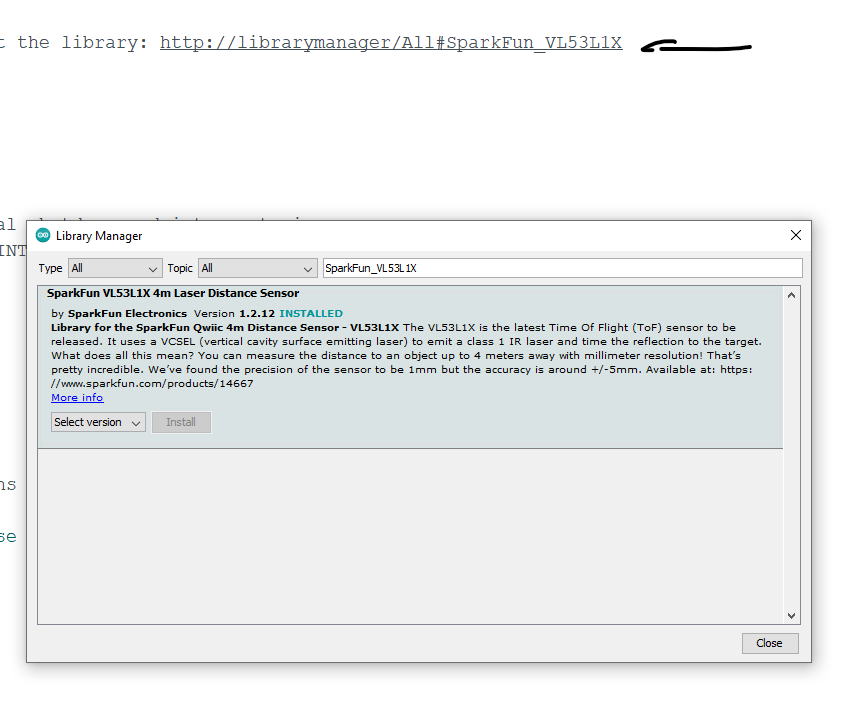 t the library: http://librarymanager/All#SparkFun_VL53L1X
al
INT
Library Manager
Type All Topic All SparkFun_VL53L1X
SparkFun VL53L1X 4m Laser Distance Sensor
by SparkFun Electronics Version 1.2.12 INSTALLED
Library for the SparkFun Qwiic 4m Distance Sensor - VL53L1X The VL53L1X is the latest Time Of Flight (ToF) sensor to be
released. It uses a VCSEL (vertical cavity surface emitting laser) to emit a class 1 IR laser and time the reflection to the target.
What does all this mean? You can measure the distance to an object up to 4 meters away with millimeter resolution! That’s
pretty incredible. We’ve found the precision of the sensor to be 1mm but the accuracy is around +/-5mm. Available at: https:
//www.sparkfun.com/products/14667
More info
Select version Install
ns
se
Close